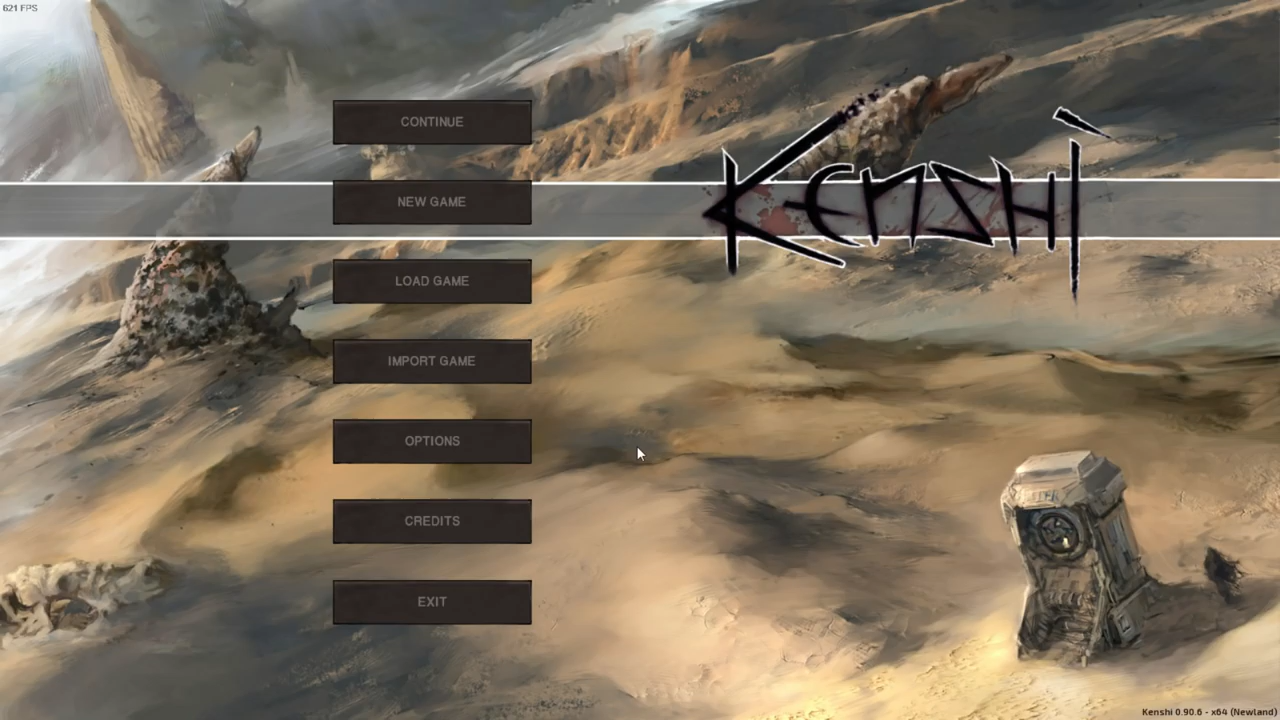 621 FPS
CONTINUE
NEW GAME
KENSHI
LOAD GAME
IMPORT GAME
OPTIONS
CREDITS
EXIT
Kenshi 0.90.6 - x64 (Newland)